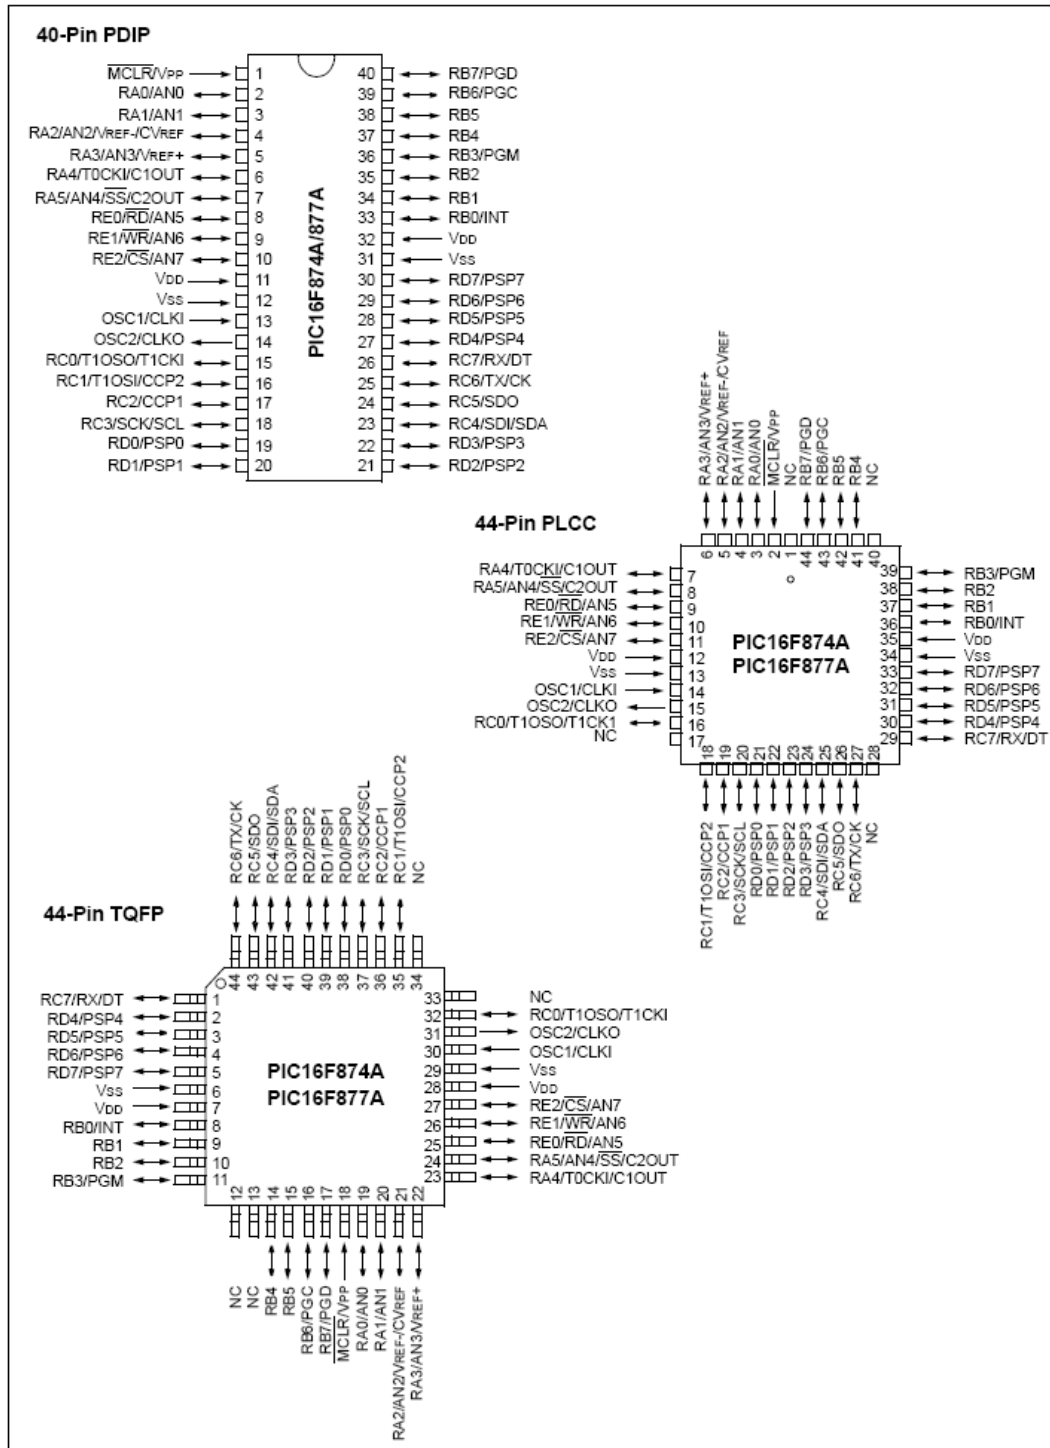 40-Pin PDIP
MCLR/VPP 1 40 RB7/PGD
RA0/AN0 2 39 RB6/PGC
RA1/AN1 3 38 RB5
RA2/AN2/VREF-/CVREF 4 37 RB4
RA3/AN3/VREF+ 5 36 RB3/PGM
RA4/T0CKI/C1OUT 6 35 RB2
RA5/AN4/SS/C2OUT 7 34 RB1
RE0/RD/AN5 8 33 RB0/INT
RE1/WR/AN6 9 32 VDD
RE2/CS/AN7 10 31 VSS
VDD 11 30 RD7/PSP7
VSS 12 29 RD6/PSP6
OSC1/CLKI 13 28 RD5/PSP5
OSC2/CLKO 14 27 RD4/PSP4
RC0/T1OSO/T1CKI 15 26 RC7/RX/DT
RC1/T1OSI/CCP2 16 25 RC6/TX/CK
RC2/CCP1 17 24 RC5/SDO
RC3/SCK/SCL 18 23 RC4/SDI/SDA
RD0/PSP0 19 22 RD3/PSP3
RD1/PSP1 20 21 RD2/PSP2
PIC16F874A/877A
44-Pin PLCC
RA3/AN3/VREF+
RA2/AN2/VREF-/CVREF
RA1/AN1
RA0/AN0
MCLR/VPP
NC
RB7/PGD
RB6/PGC
RB5
RB4
NC
6 5 4 3 2 1 44 43 42 41 40
RA4/T0CKI/C1OUT 7 39 RB3/PGM
RA5/AN4/SS/C2OUT 8 38 RB2
RE0/RD/AN5 9 37 RB1
RE1/WR/AN6 10 36 RB0/INT
RE2/CS/AN7 11 35 VDD
VDD 12 34 VSS
VSS 13 33 RD7/PSP7
OSC1/CLKI 14 32 RD6/PSP6
OSC2/CLKO 15 31 RD5/PSP5
RC0/T1OSO/T1CK1 16 30 RD4/PSP4
NC 17 29 RC7/RX/DT
PIC16F874A
PIC16F877A
18 19 20 21 22 23 24 25 26 27 28
RC1/T1OSI/CCP2
RC2/CCP1
RC3/SCK/SCL
RD0/PSP0
RD1/PSP1
RD2/PSP2
RD3/PSP3
RC4/SDI/SDA
RC5/SDO
RC6/TX/CK
NC
44-Pin TQFP
RC6/TX/CK
RC5/SDO
RC4/SDI/SDA
RD3/PSP3
RD2/PSP2
RD1/PSP1
RD0/PSP0
RC3/SCK/SCL
RC2/CCP1
RC1/T1OSI/CCP2
NC
44 43 42 41 40 39 38 37 36 35 34
RC7/RX/DT 1 33 NC
RD4/PSP4 2 32 RC0/T1OSO/T1CKI
RD5/PSP5 3 31 OSC2/CLKO
RD6/PSP6 4 30 OSC1/CLKI
RD7/PSP7 5 29 VSS
VSS 6 28 VDD
VDD 7 27 RE2/CS/AN7
RB0/INT 8 26 RE1/WR/AN6
RB1 9 25 RE0/RD/AN5
RB2 10 24 RA5/AN4/SS/C2OUT
RB3/PGM 11 23 RA4/T0CKI/C1OUT
PIC16F874A
PIC16F877A
12 13 14 15 16 17 18 19 20 21 22
NC
NC
RB4
RB5
RB6/PGC
RB7/PGD
MCLR/VPP
RA0/AN0
RA1/AN1
RA2/AN2/VREF-/CVREF
RA3/AN3/VREF+